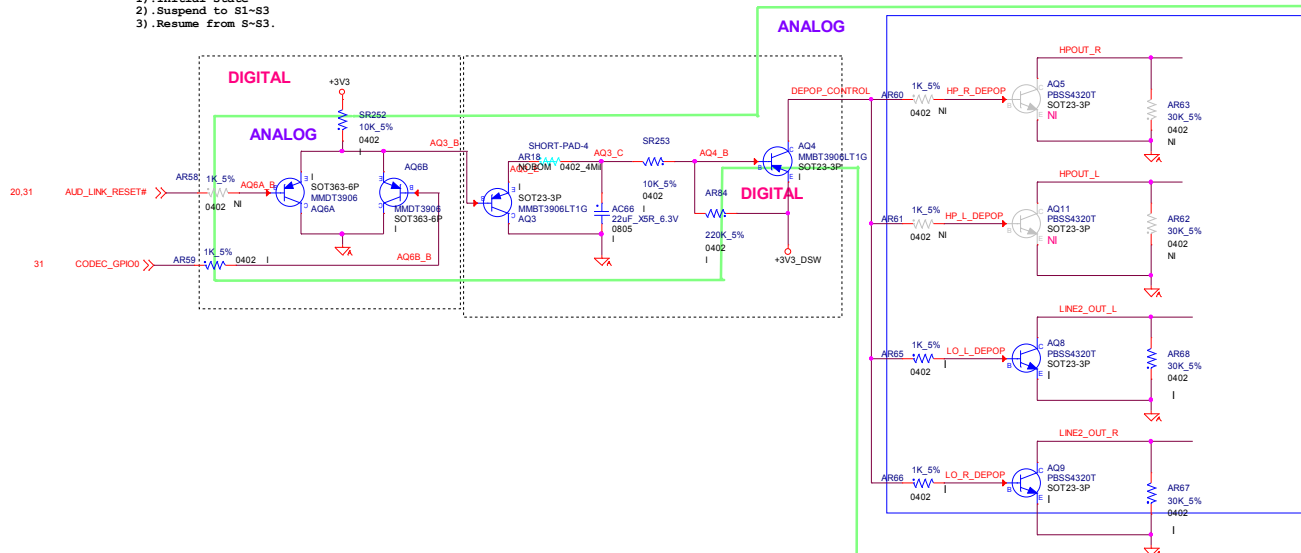 1).Initial State
2).Suspend to S1~S3
3).Resume from S~S3.
ANALOG
DIGITAL
+3V3
SR252
10K_5%
0402
I
ANALOG
AQ3_B
AQ6B
I
SOT363-6P
MMDT3906
AQ6A
MMDT3906
SOT363-6P
I
20,31
AUD_LINK_RESET#
AR58
1K_5%
0402
NI
AQ6A_B
31
CODEC_GPIO0
AR59
1K_5%
0402
I
AQ6B_B
E
B
C
E
B
C
SHORT-PAD-4
AR18
NOBOM
0402_4Mil
AQ3_C
I
SOT23-3P
MMBT3906LT1G
AQ3
E
B
C
AC66
22uF_X5R_6.3V
0805
I
SR253
10K_5%
0402
I
AQ4_B
AR84
220K_5%
0402
I
DEPOP_CONTROL
AQ4
MMBT3906LT1G
SOT23-3P
I
C
B
E
DIGITAL
+3V3_DSW
HPOUT_R
AR60
1K_5%
0402
NI
HP_R_DEPOP
AQ5
PBSS4320T
SOT23-3P
NI
C
B
E
AR63
30K_5%
0402
NI
A
HPOUT_L
AR61
1K_5%
0402
NI
HP_L_DEPOP
AQ11
PBSS4320T
SOT23-3P
NI
C
B
E
AR62
30K_5%
0402
NI
A
LINE2_OUT_L
AR65
1K_5%
0402
I
LO_L_DEPOP
AQ8
PBSS4320T
SOT23-3P
I
C
B
E
AR68
30K_5%
0402
I
A
LINE2_OUT_R
AR66
1K_5%
0402
I
LO_R_DEPOP
AQ9
PBSS4320T
SOT23-3P
I
C
B
E
AR67
30K_5%
0402
I
A
A
A